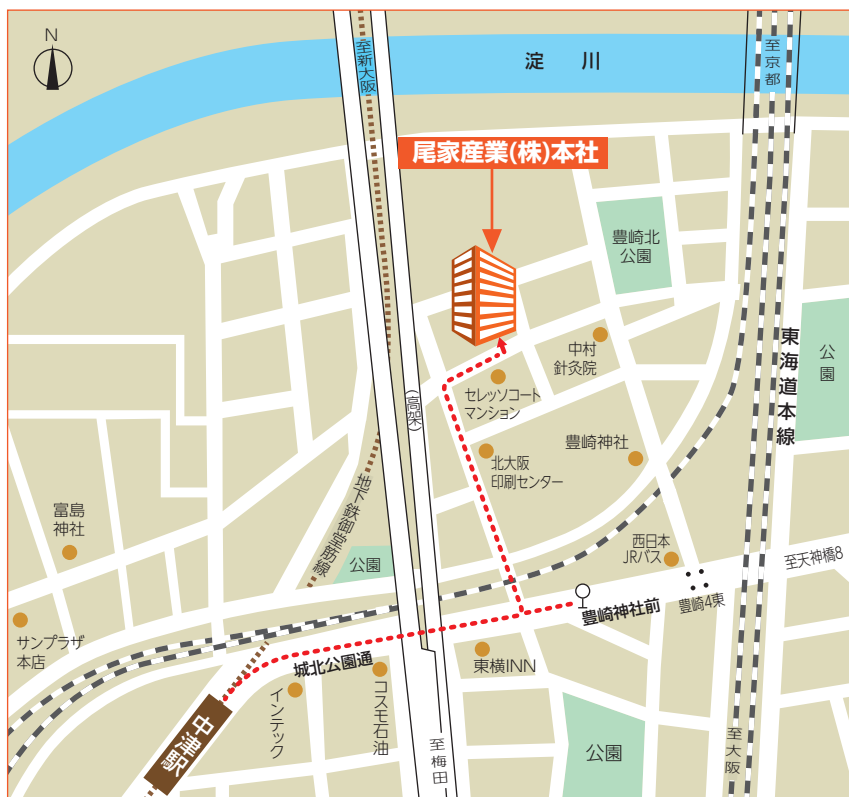 N
至新大阪
淀川
至京都
尾家産業(株)本社
豊崎北
公園
中村
針灸院
東海道本線
公園
セレッソコート
マンション
(高架)
豊崎神社
北大阪
印刷センター
地下鉄御堂筋線
富島
神社
公園
西日本
JRバス
至天神橋8
豊崎4東
豊崎神社前
サンプラザ
本店
城北公園通
東横INN
インテック
コスモ石油
中津駅
至梅田
公園
至大阪